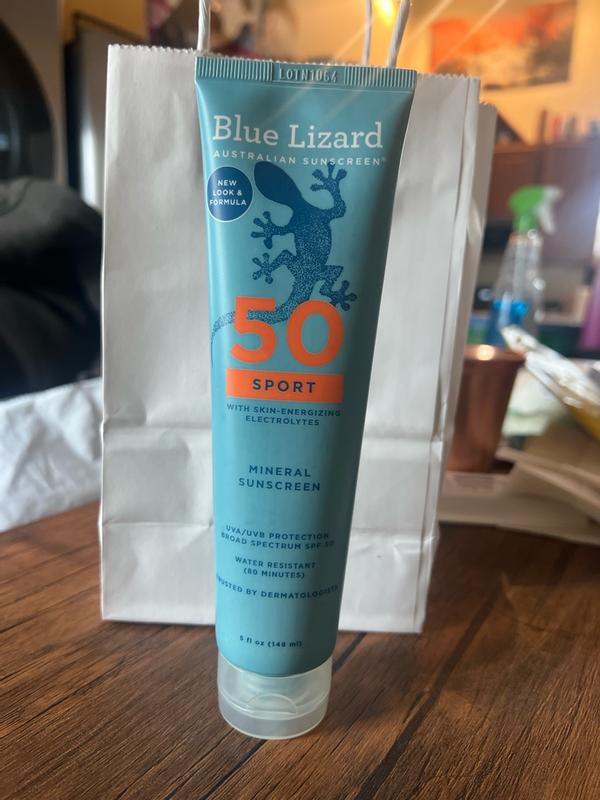 LOTN1064
Blue Lizard
AUSTRALIAN SUNSCREEN®
NEW
LOOK &
FORMULA
50
SPORT
WITH SKIN-ENERGIZING
ELECTROLYTES
MINERAL
SUNSCREEN
UVA/UVB PROTECTION
BROAD SPECTRUM SPF 50
WATER RESISTANT
(80 MINUTES)
TRUSTED BY DERMATOLOGISTS
5 fl oz (148 ml)